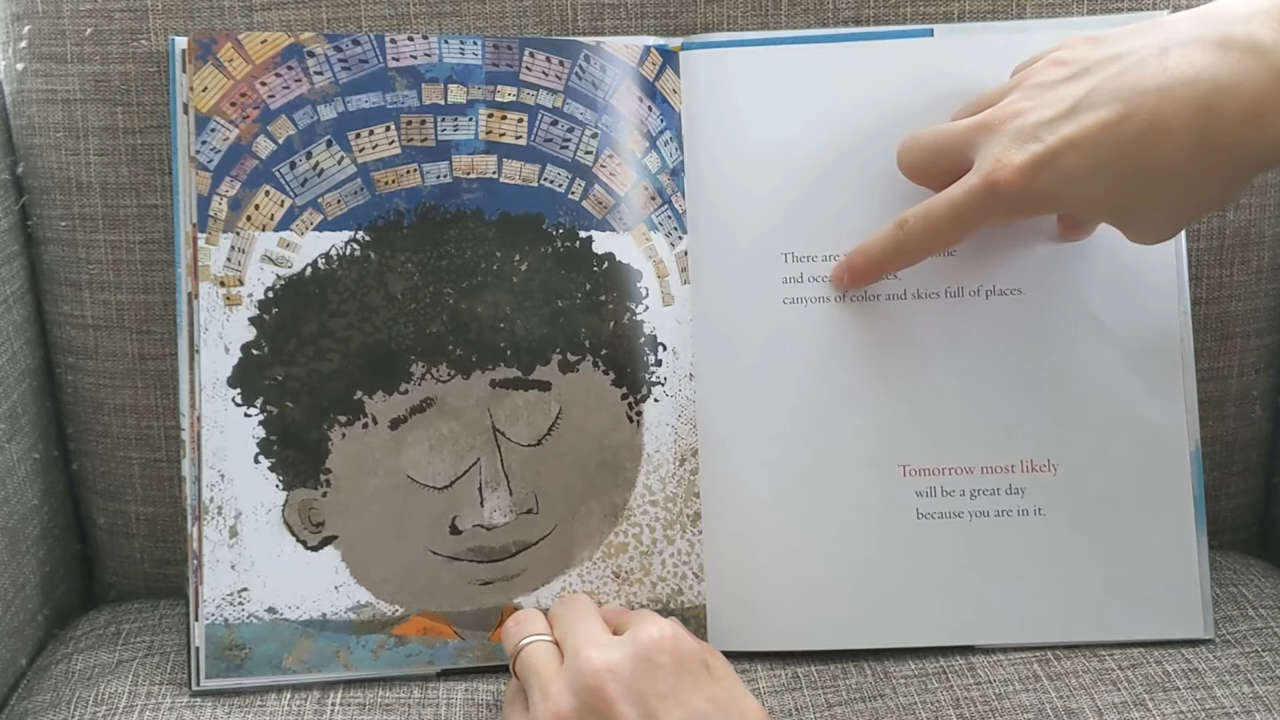 There are
and
canyons of color and skies full of places.
Tomorrow most likely
will be a great day
because you are in it.